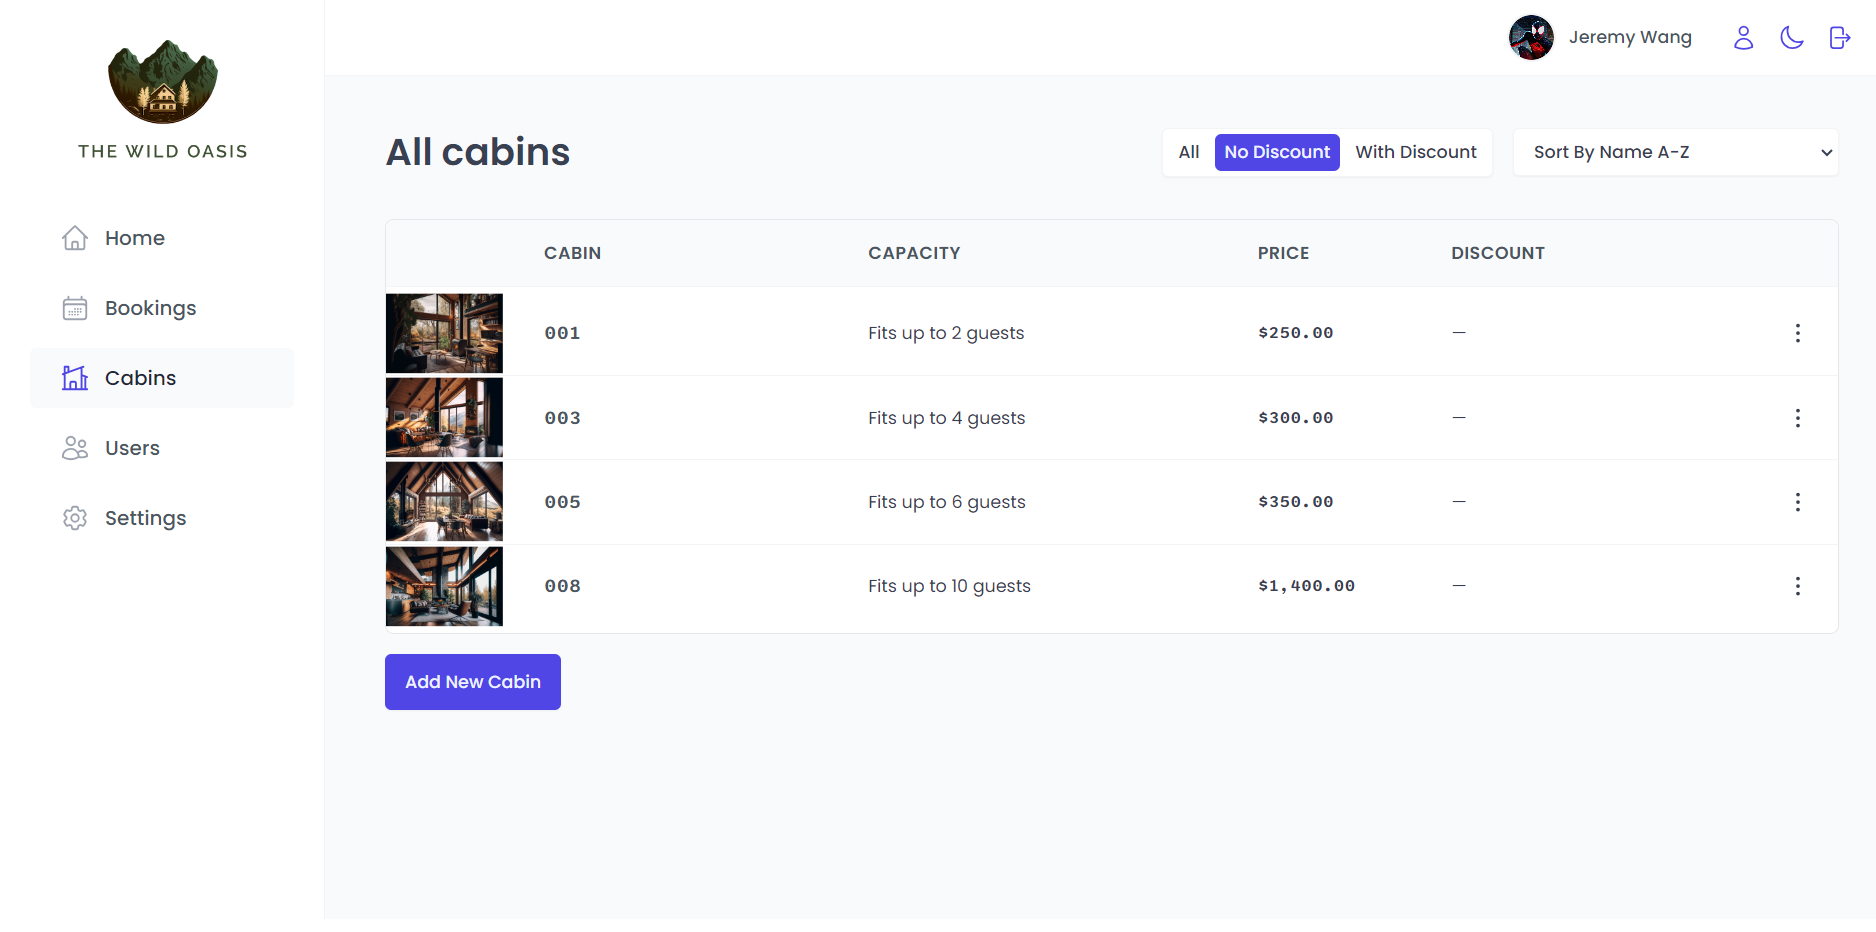 THE WILD OASIS
Home
Bookings
Cabins
Users
Settings
Jeremy Wang
All cabins
All No Discount With Discount Sort By Name A-Z
CABIN CAPACITY PRICE DISCOUNT
001 Fits up to 2 guests $250.00 —
003 Fits up to 4 guests $300.00 —
005 Fits up to 6 guests $350.00 —
008 Fits up to 10 guests $1,400.00 —
Add New Cabin